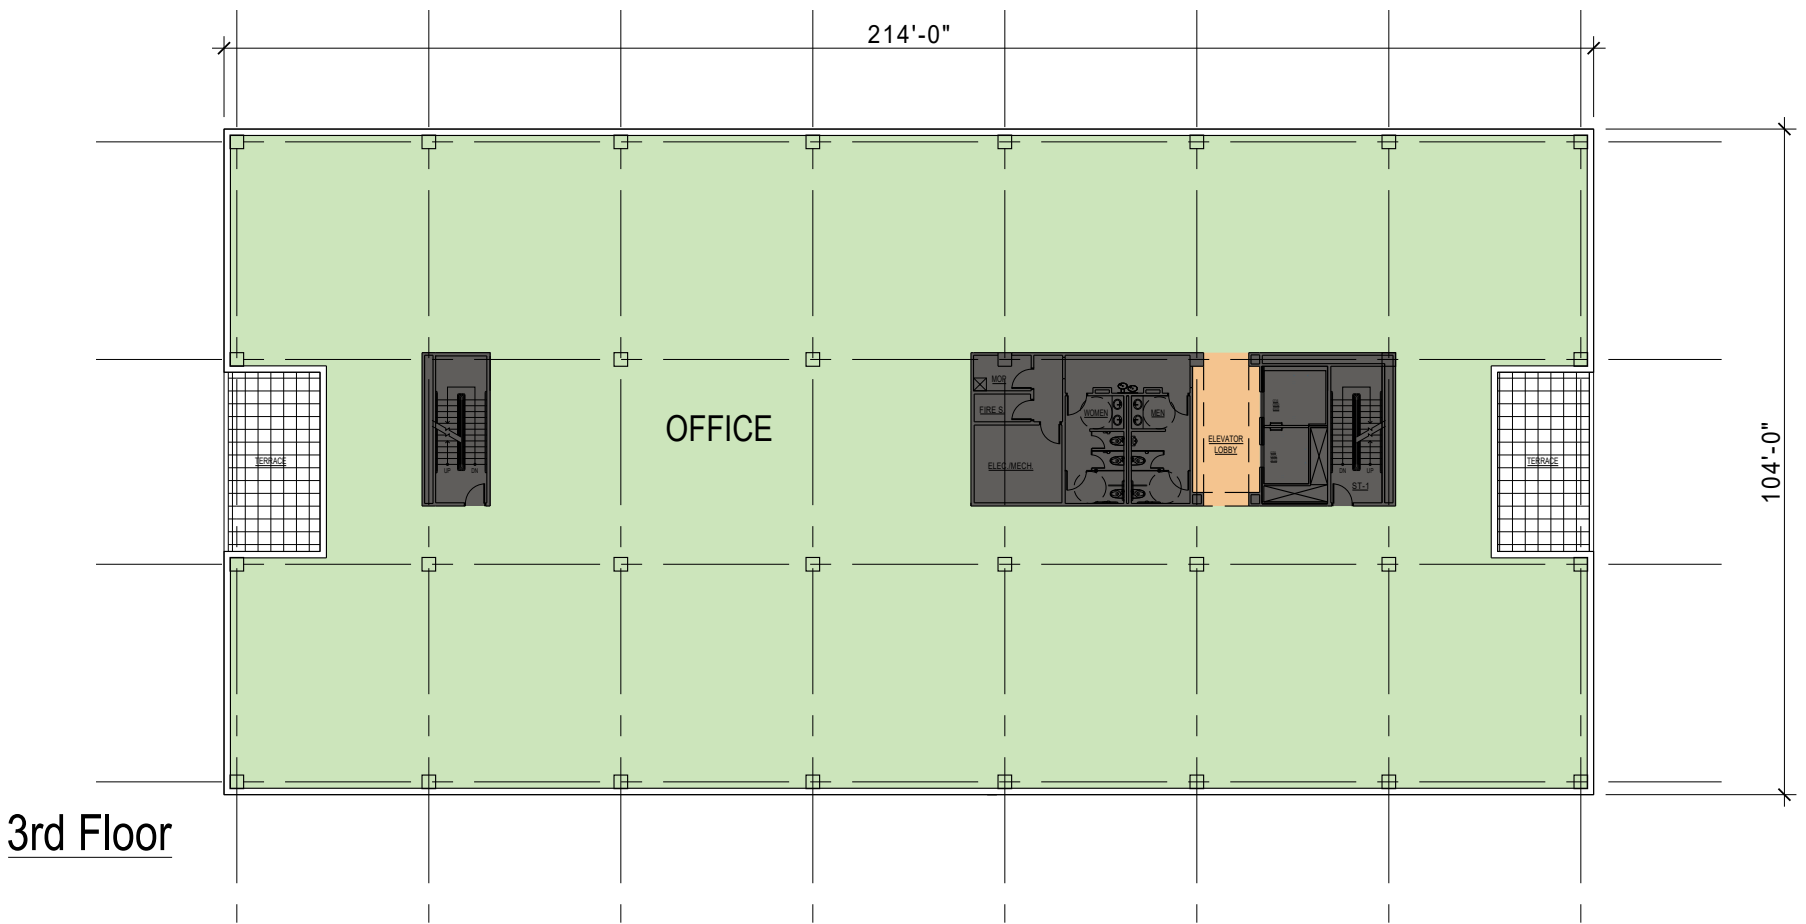 214'-0"
104'-0"
MOR
FIRE S.
WOMEN
MEN
OFFICE
ELEVATOR
LOBBY
TERRACE
TERRACE
ELEC./MECH.
UP
DN
DN
UP
ST-1
3rd Floor